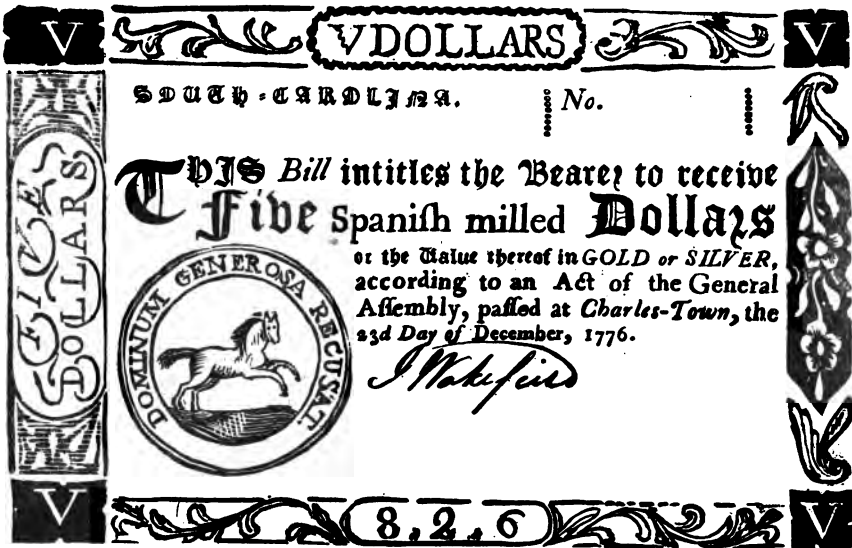 V V DOLLARS V
SOUTH-CAROLINA. No.
THIS Bill intitles the Bearer to receive
Five Spaniſh milled Dollars
or the Value thereof in GOLD or SILVER,
according to an Act of the General
Aſſembly, paſſed at Charles-Town, the
23d Day of December, 1776.
J Wakefield
FIVE
DOLLARS
DOMINUM GENEROSA RECUSAT.
V 8,2,6 V